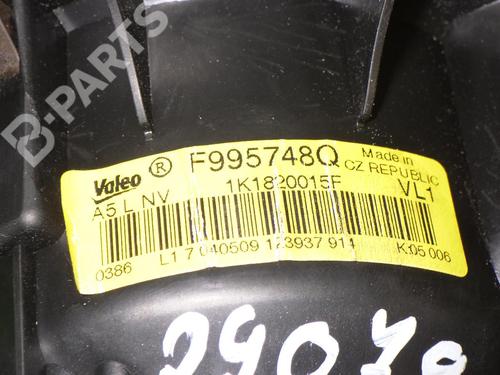 B-PARTS
Valeo ® F995748Q Made in
CZ REPUBLIC
A5 L NV 1K1820015F VL1
0386 L1 7 040509 123937 914 K:05 006